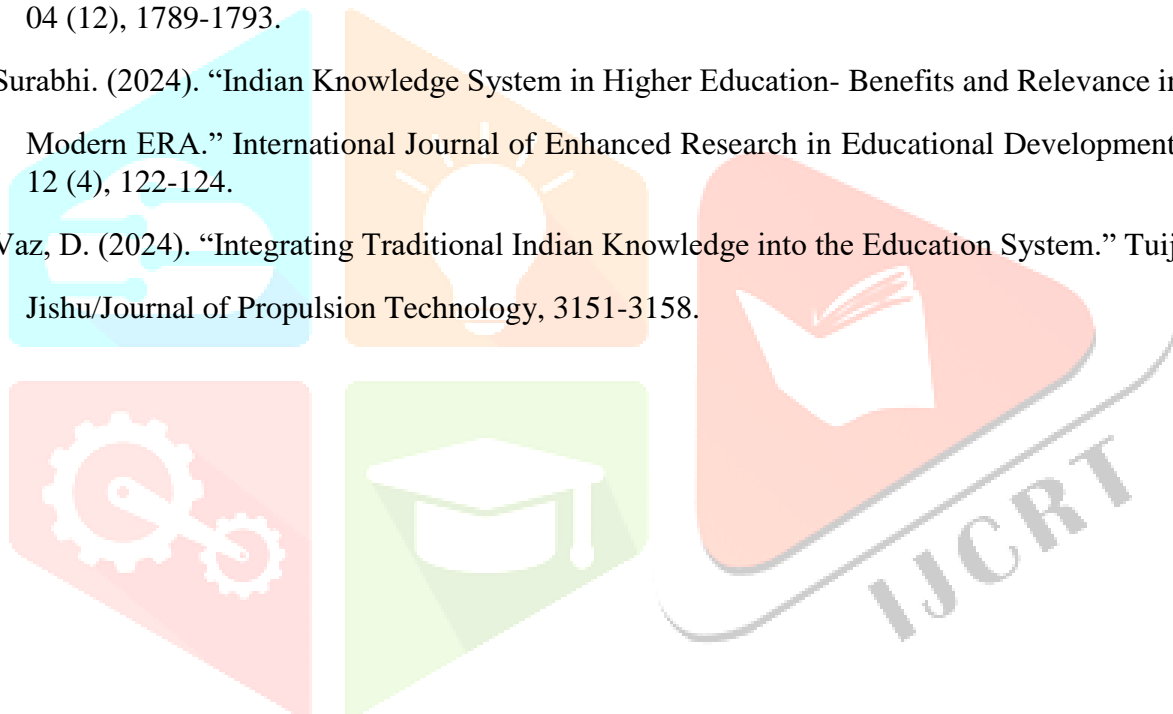 04 (12), 1789-1793.
Surabhi. (2024). “Indian Knowledge System in Higher Education- Benefits and Relevance in
Modern ERA.” International Journal of Enhanced Research in Educational Development
12 (4), 122-124.
Vaz, D. (2024). “Integrating Traditional Indian Knowledge into the Education System.” Tuij
Jishu/Journal of Propulsion Technology, 3151-3158.
IJCRT